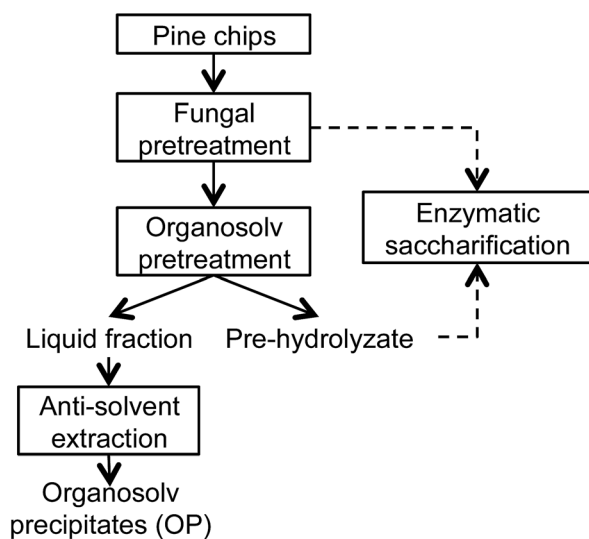 Pine chips
Fungal
pretreatment
Organosolv
pretreatment
Enzymatic
saccharification
Liquid fraction
Pre-hydrolyzate
Anti-solvent
extraction
Organosolv
precipitates (OP)